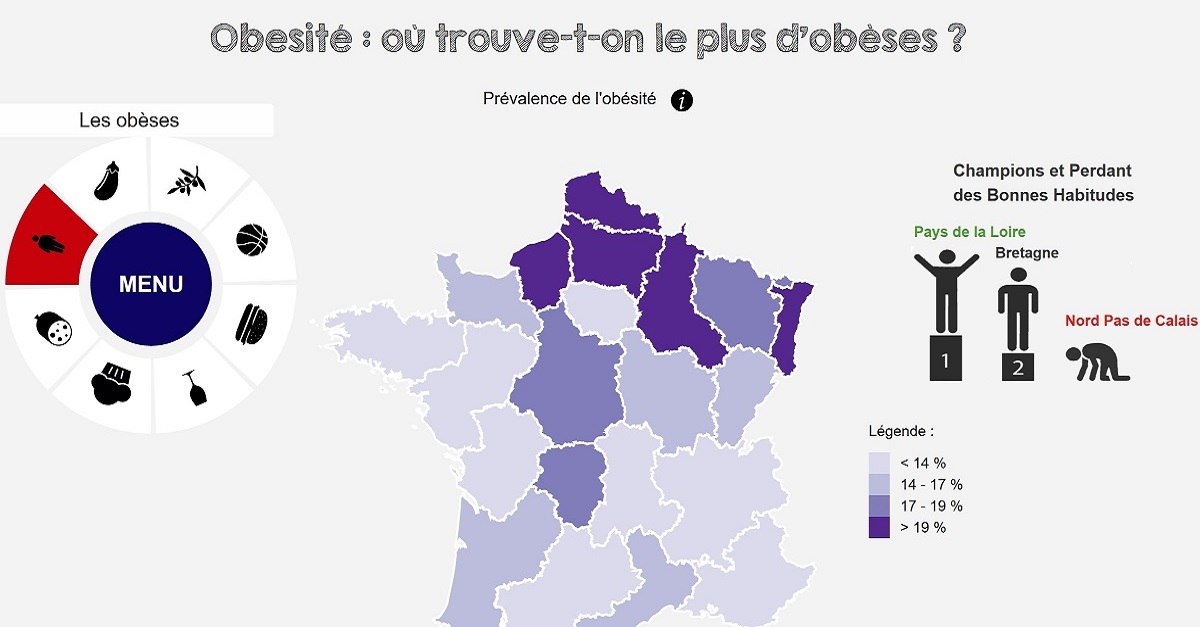 Obesité : où trouve-t-on le plus d'obèses ?
Prévalence de l'obésité i
Les obèses
MENU
Champions et Perdant
des Bonnes Habitudes
Pays de la Loire
Bretagne
Nord Pas de Calais
1
2
Légende :
< 14 %
14 - 17 %
17 - 19 %
> 19 %